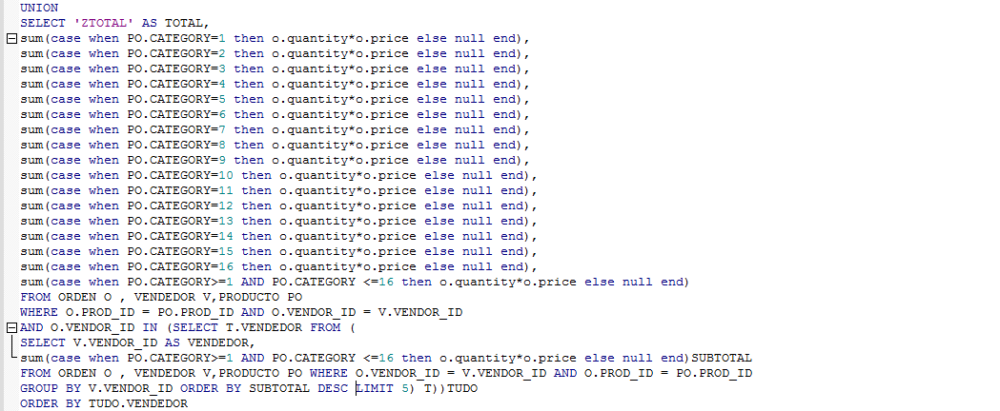 UNION
SELECT 'ZTOTAL' AS TOTAL,
sum(case when PO.CATEGORY=1 then o.quantity*o.price else null end),
sum(case when PO.CATEGORY=2 then o.quantity*o.price else null end),
sum(case when PO.CATEGORY=3 then o.quantity*o.price else null end),
sum(case when PO.CATEGORY=4 then o.quantity*o.price else null end),
sum(case when PO.CATEGORY=5 then o.quantity*o.price else null end),
sum(case when PO.CATEGORY=6 then o.quantity*o.price else null end),
sum(case when PO.CATEGORY=7 then o.quantity*o.price else null end),
sum(case when PO.CATEGORY=8 then o.quantity*o.price else null end),
sum(case when PO.CATEGORY=9 then o.quantity*o.price else null end),
sum(case when PO.CATEGORY=10 then o.quantity*o.price else null end),
sum(case when PO.CATEGORY=11 then o.quantity*o.price else null end),
sum(case when PO.CATEGORY=12 then o.quantity*o.price else null end),
sum(case when PO.CATEGORY=13 then o.quantity*o.price else null end),
sum(case when PO.CATEGORY=14 then o.quantity*o.price else null end),
sum(case when PO.CATEGORY=15 then o.quantity*o.price else null end),
sum(case when PO.CATEGORY=16 then o.quantity*o.price else null end),
sum(case when PO.CATEGORY>=1 AND PO.CATEGORY <=16 then o.quantity*o.price else null end)
FROM ORDEN O , VENDEDOR V,PRODUCTO PO
WHERE O.PROD_ID = PO.PROD_ID AND O.VENDOR_ID = V.VENDOR_ID
AND O.VENDOR_ID IN (SELECT T.VENDEDOR FROM (
SELECT V.VENDOR_ID AS VENDEDOR,
sum(case when PO.CATEGORY>=1 AND PO.CATEGORY <=16 then o.quantity*o.price else null end)SUBTOTAL
FROM ORDEN O , VENDEDOR V,PRODUCTO PO WHERE O.VENDOR_ID = V.VENDOR_ID AND O.PROD_ID = PO.PROD_ID
GROUP BY V.VENDOR_ID ORDER BY SUBTOTAL DESC LIMIT 5) T))TUDO
ORDER BY TUDO.VENDEDOR